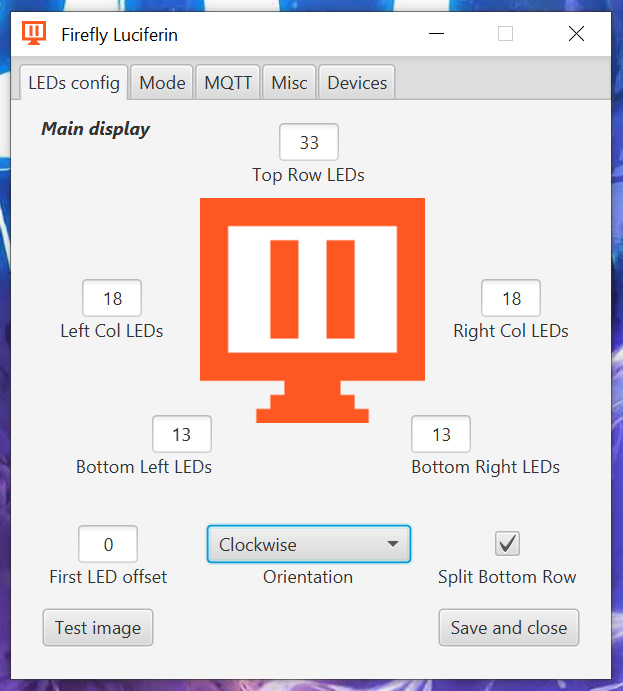 Firefly Luciferin
LEDs config Mode MQTT Misc Devices
Main display
33
Top Row LEDs
18
Left Col LEDs
18
Right Col LEDs
13
Bottom Left LEDs
13
Bottom Right LEDs
0
First LED offset
Clockwise
Orientation
Split Bottom Row
Test image
Save and close